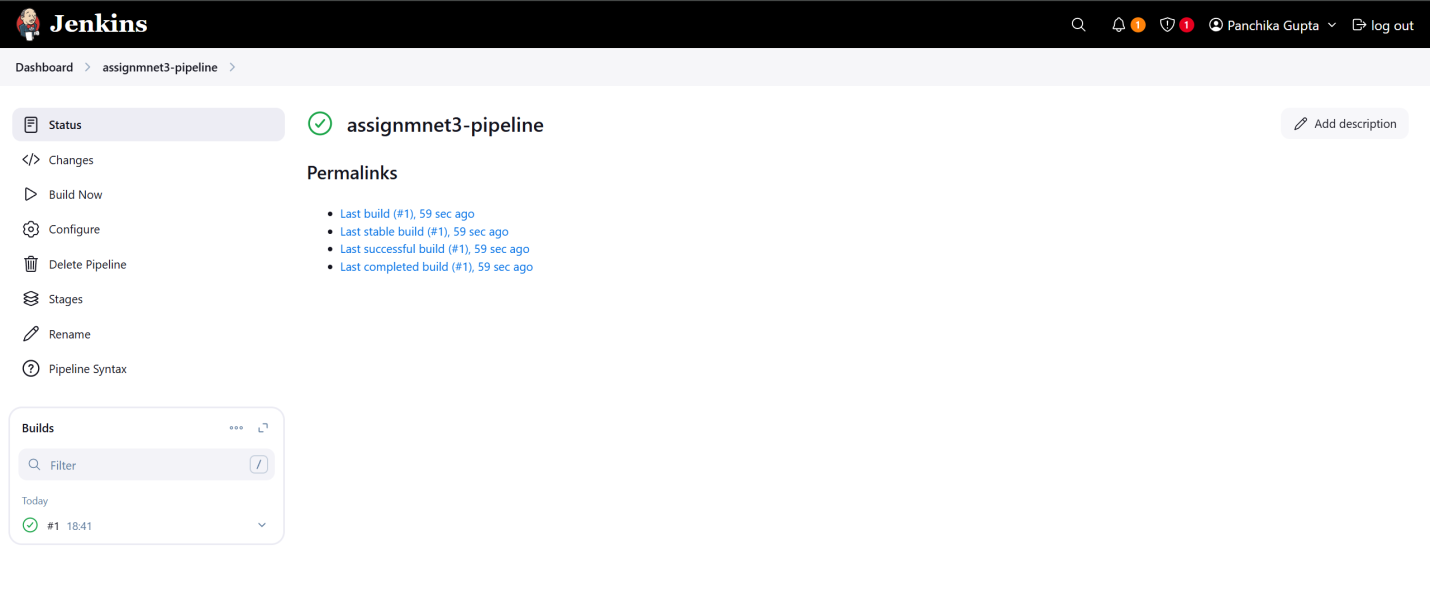 Jenkins
1
1
Panchika Gupta
log out
Dashboard
assignmnet3-pipeline
Status
Changes
Build Now
Configure
Delete Pipeline
Stages
Rename
Pipeline Syntax
Builds
Filter
/
Today
#1 18:41
assignmnet3-pipeline
Add description
Permalinks
Last build (#1), 59 sec ago
Last stable build (#1), 59 sec ago
Last successful build (#1), 59 sec ago
Last completed build (#1), 59 sec ago